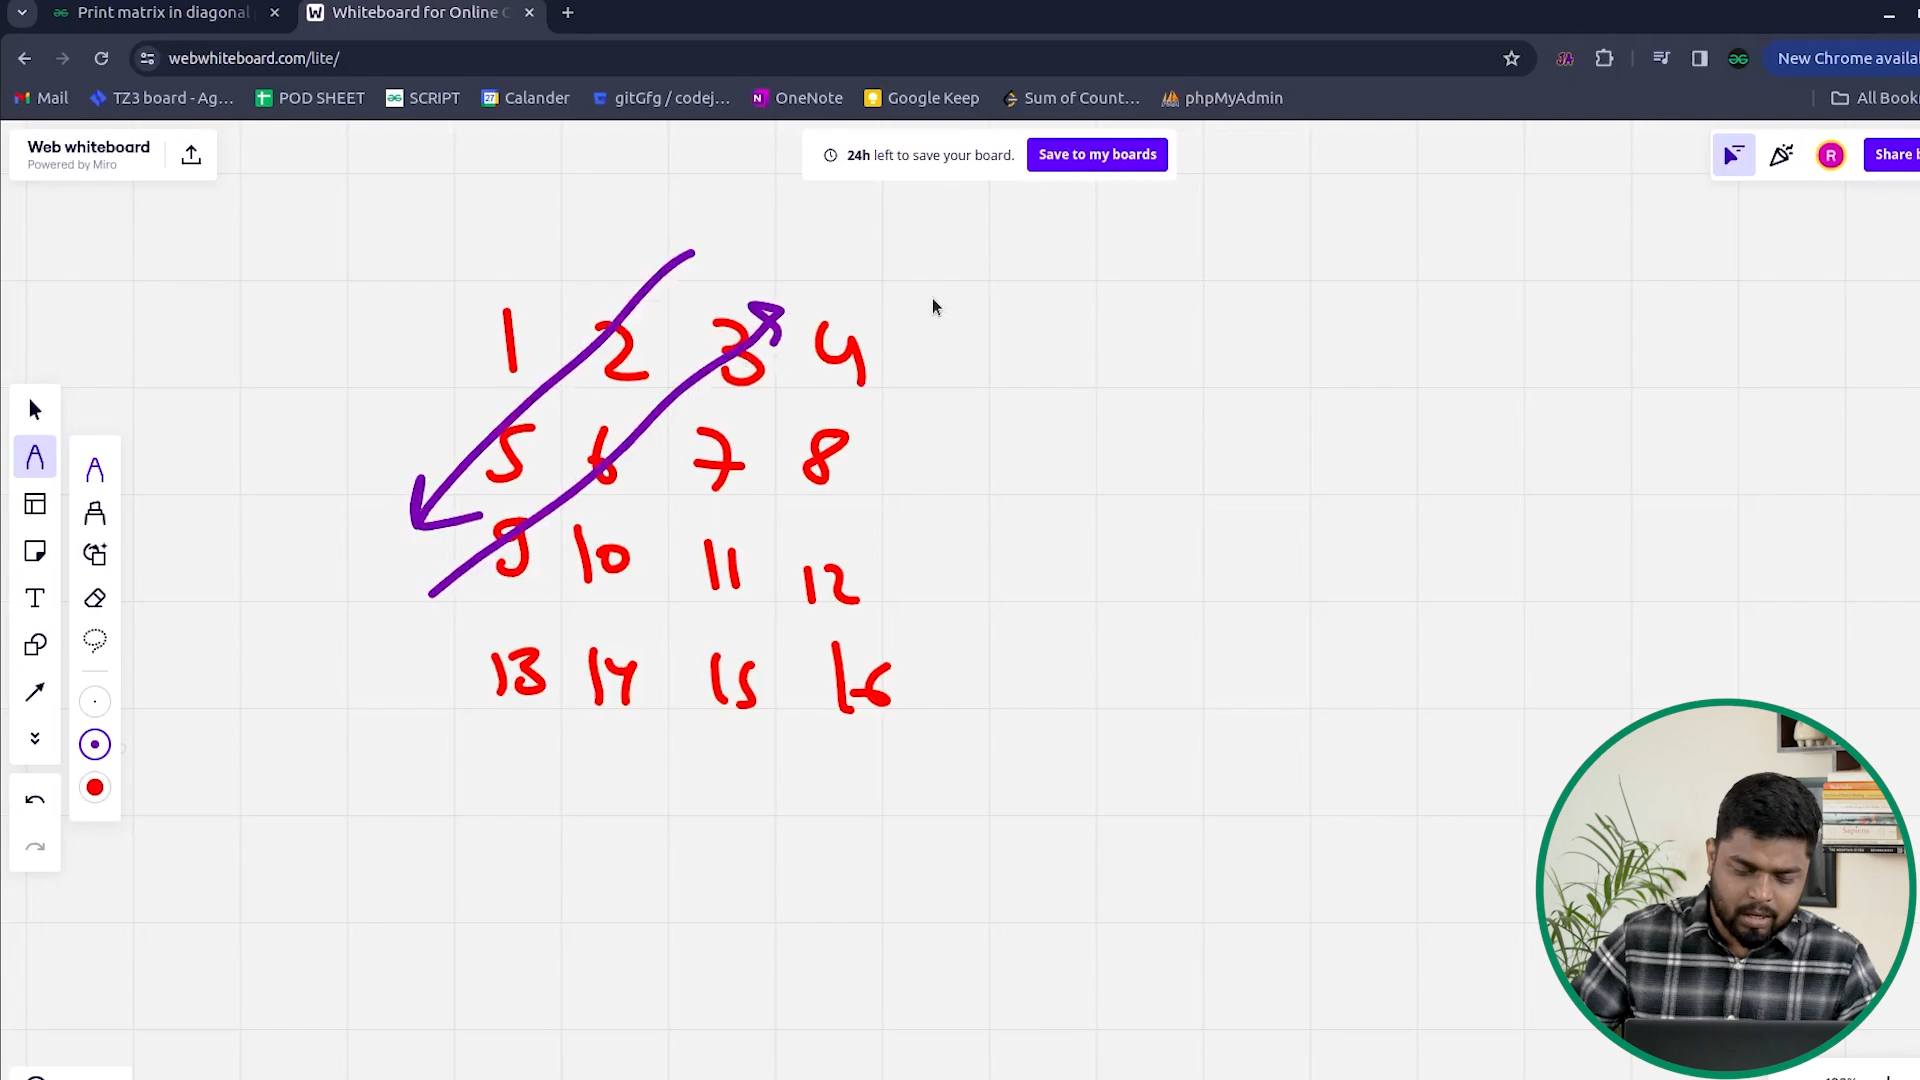 Print matrix in diagonal
Whiteboard for Online C
webwhiteboard.com/lite/
New Chrome availa
Mail
TZ3 board - Ag...
POD SHEET
SCRIPT
Calander
gitGfg / codej...
OneNote
Google Keep
Sum of Count...
phpMyAdmin
All Book
Web whiteboard
Powered by Miro
24h left to save your board.
Save to my boards
R
Share b
1 2 3 4
5 6 7 8
9 10 11 12
13 14 15 16
Sapiens